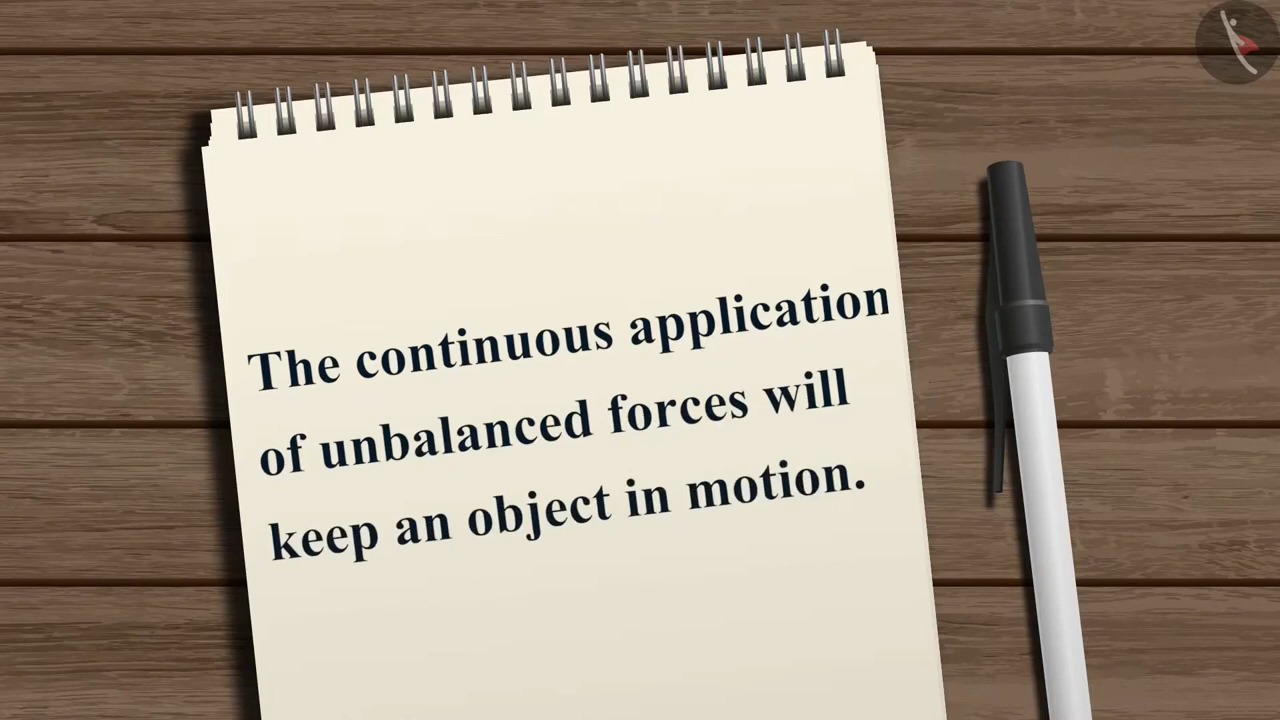 The continuous application
of unbalanced forces will
keep an object in motion.